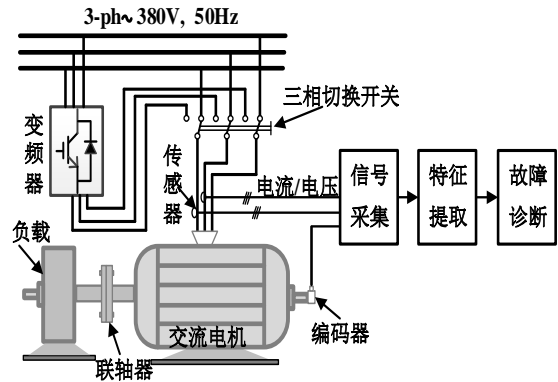 3-ph~380V, 50Hz
三相切换开关
变频器
传感器
电流/电压
信号采集
特征提取
故障诊断
负载
交流电机
编码器
联轴器